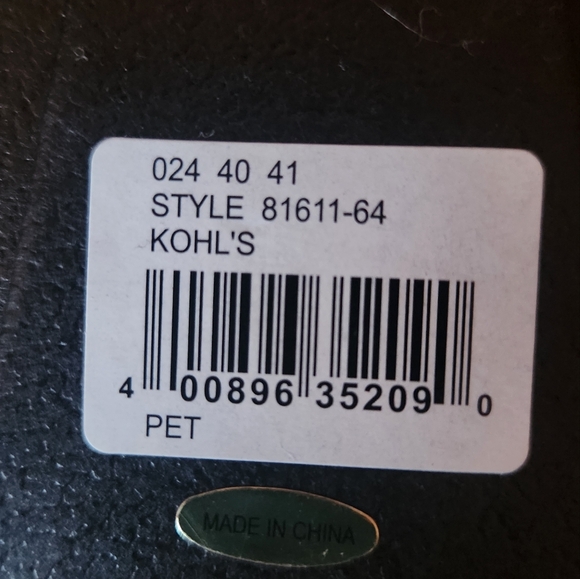 024 40 41
STYLE 81611-64
KOHL'S
4 00896 35209 0
PET
MADE IN CHINA